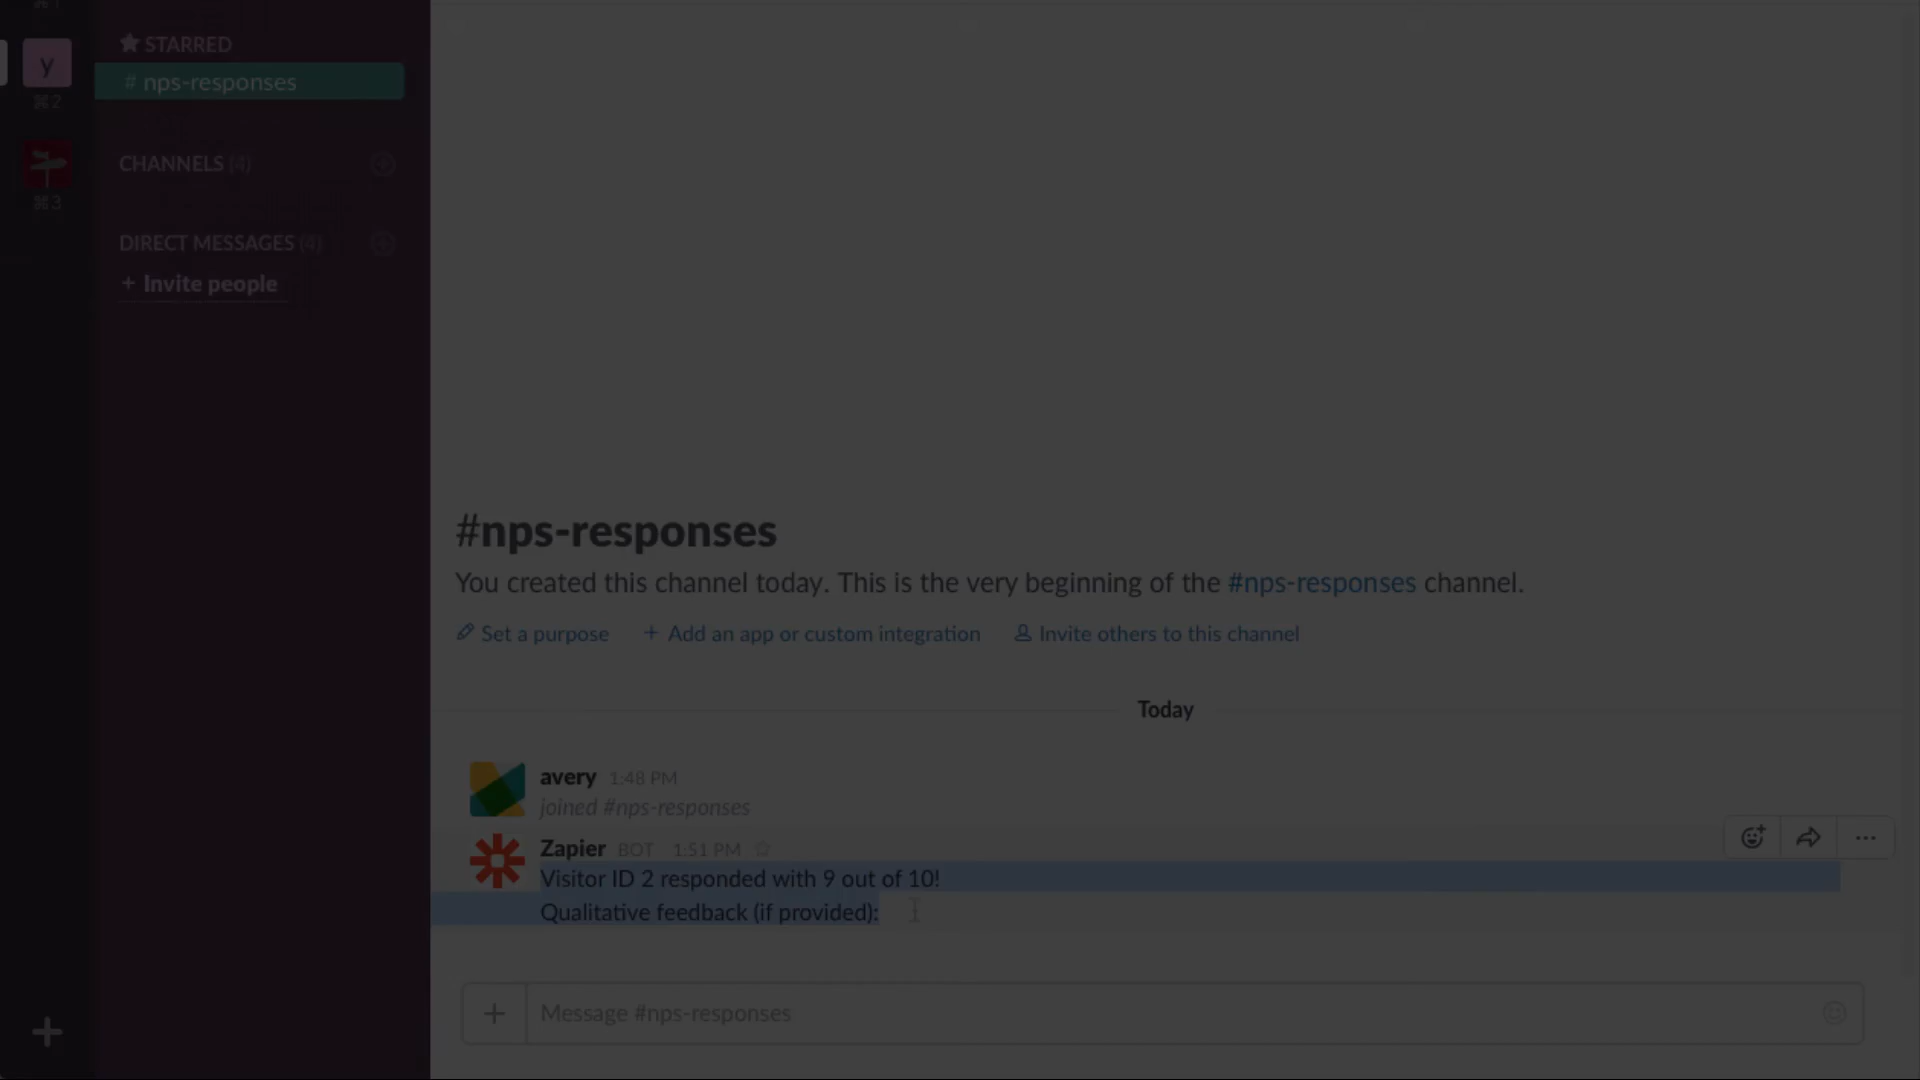 STARRED
y
# nps-responses
⌘2
CHANNELS (4)
⌘3
DIRECT MESSAGES (4)
+ Invite people
#nps-responses
You created this channel today. This is the very beginning of the #nps-responses channel.
Set a purpose + Add an app or custom integration Invite others to this channel
Today
avery 1:48 PM
joined #nps-responses
Zapier BOT 1:51 PM
Visitor ID 2 responded with 9 out of 10!
Qualitative feedback (if provided):
+ Message #nps-responses